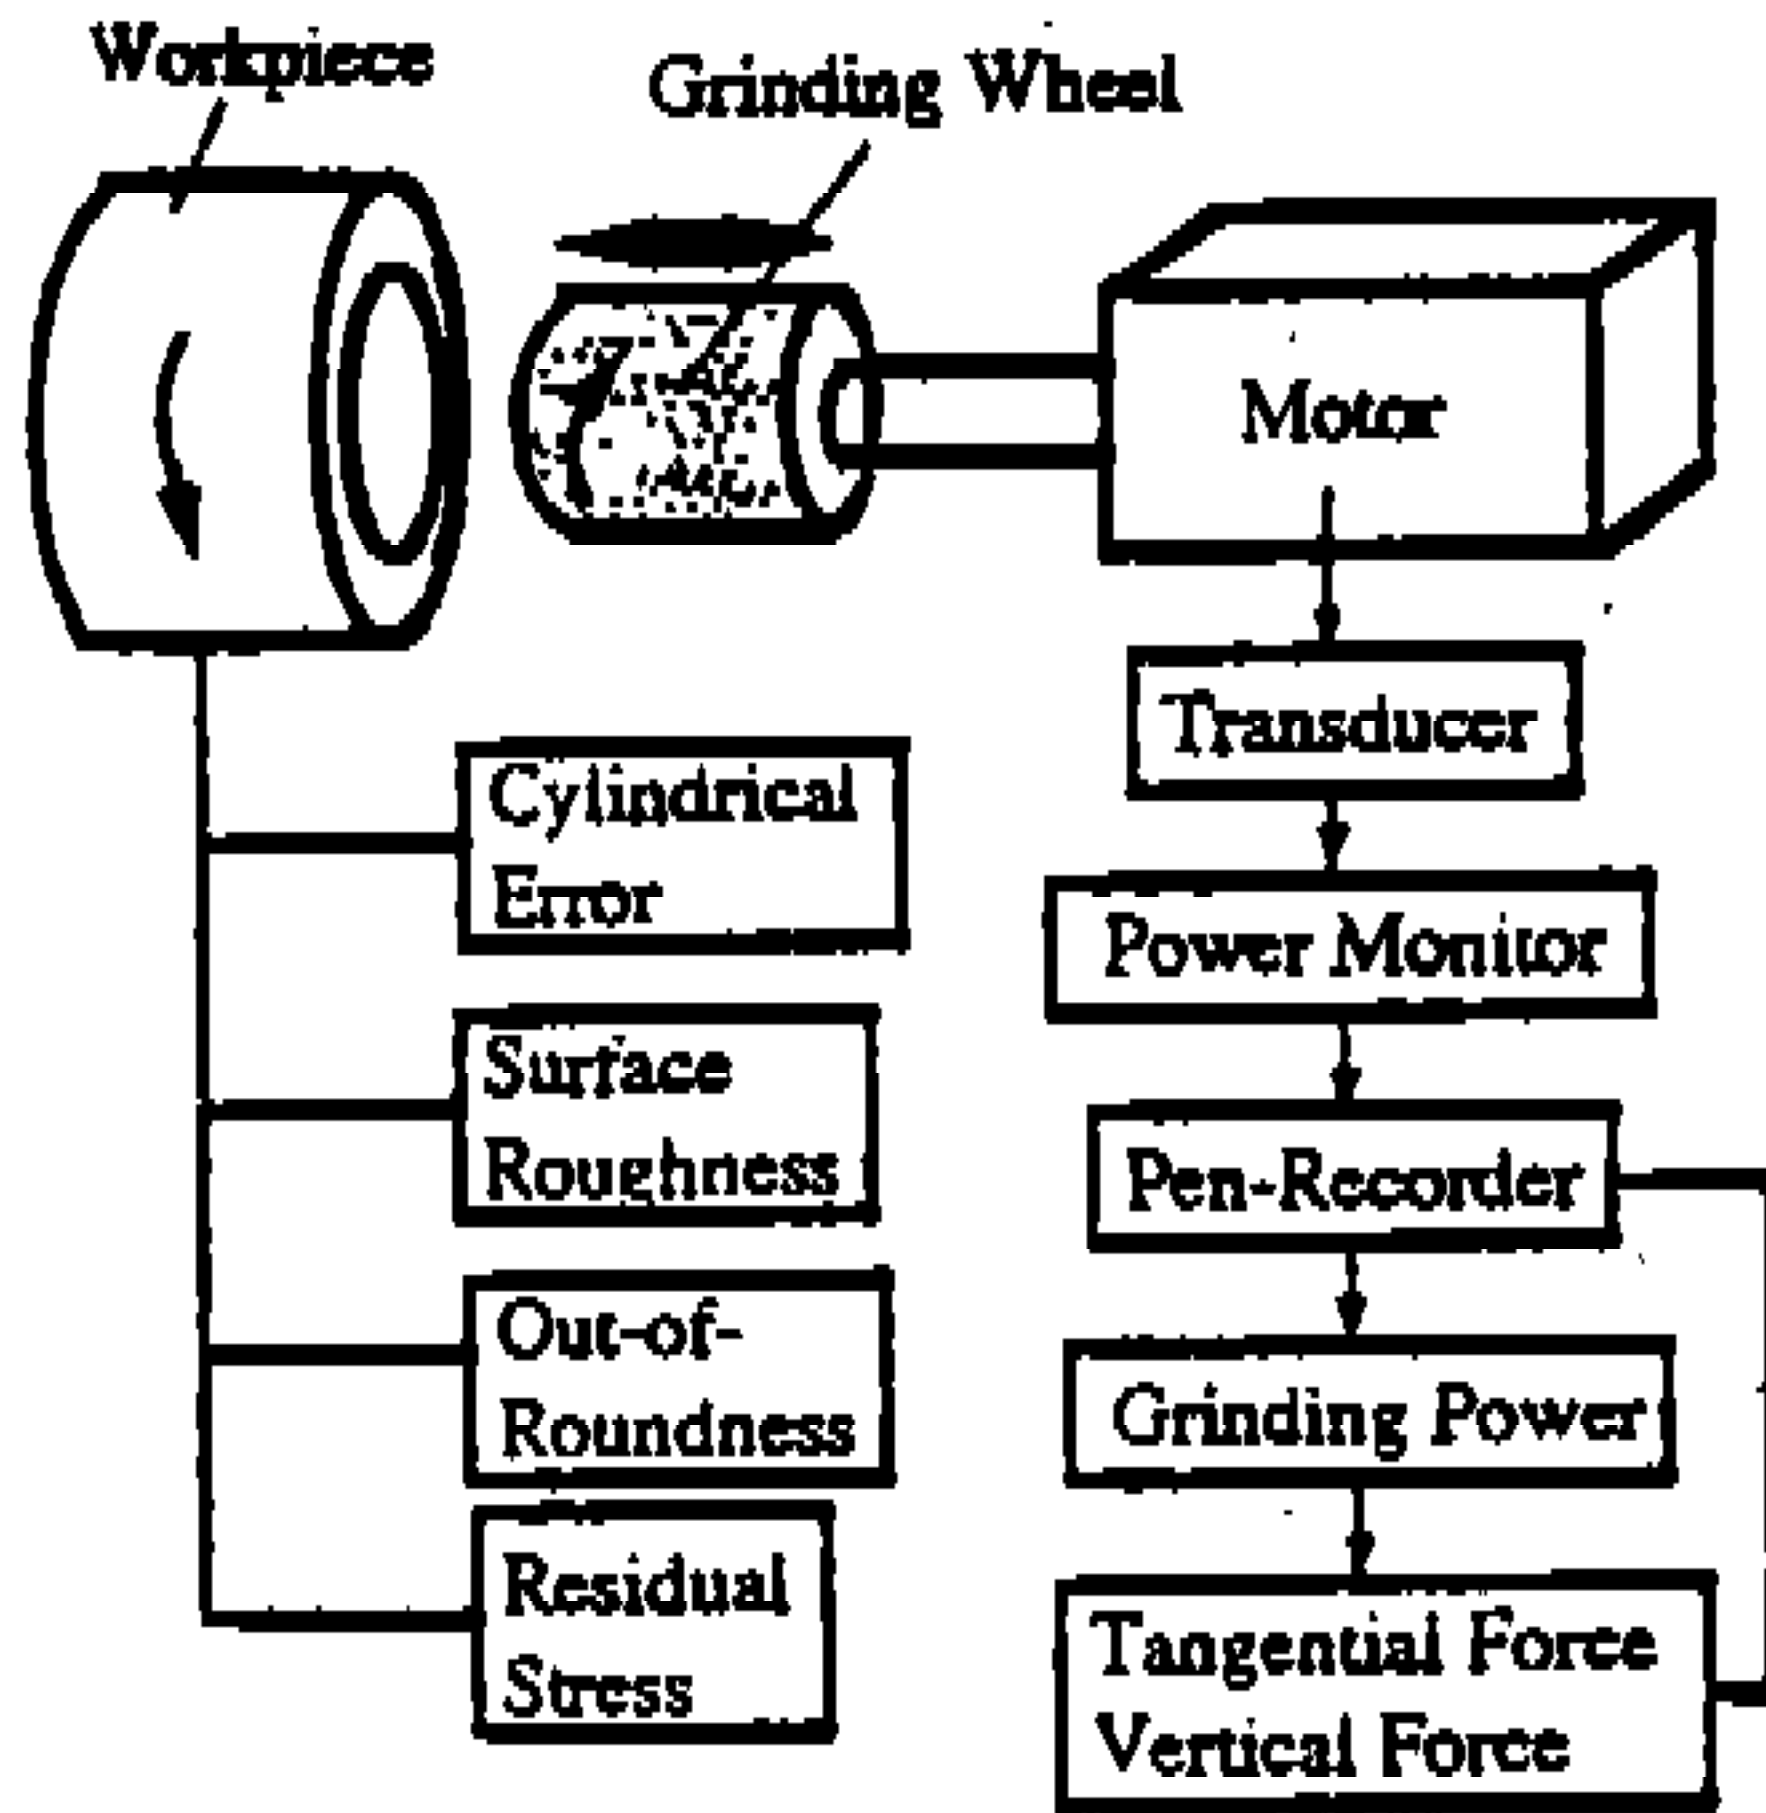 Workpiece
Grinding Wheel
Motor
Transducer
Cylindrical
Error
Power Monitor
Surface
Roughness
Pen-Recorder
Out-of-
Roundness
Grinding Power
Residual
Stress
Tangential Force
Vertical Force